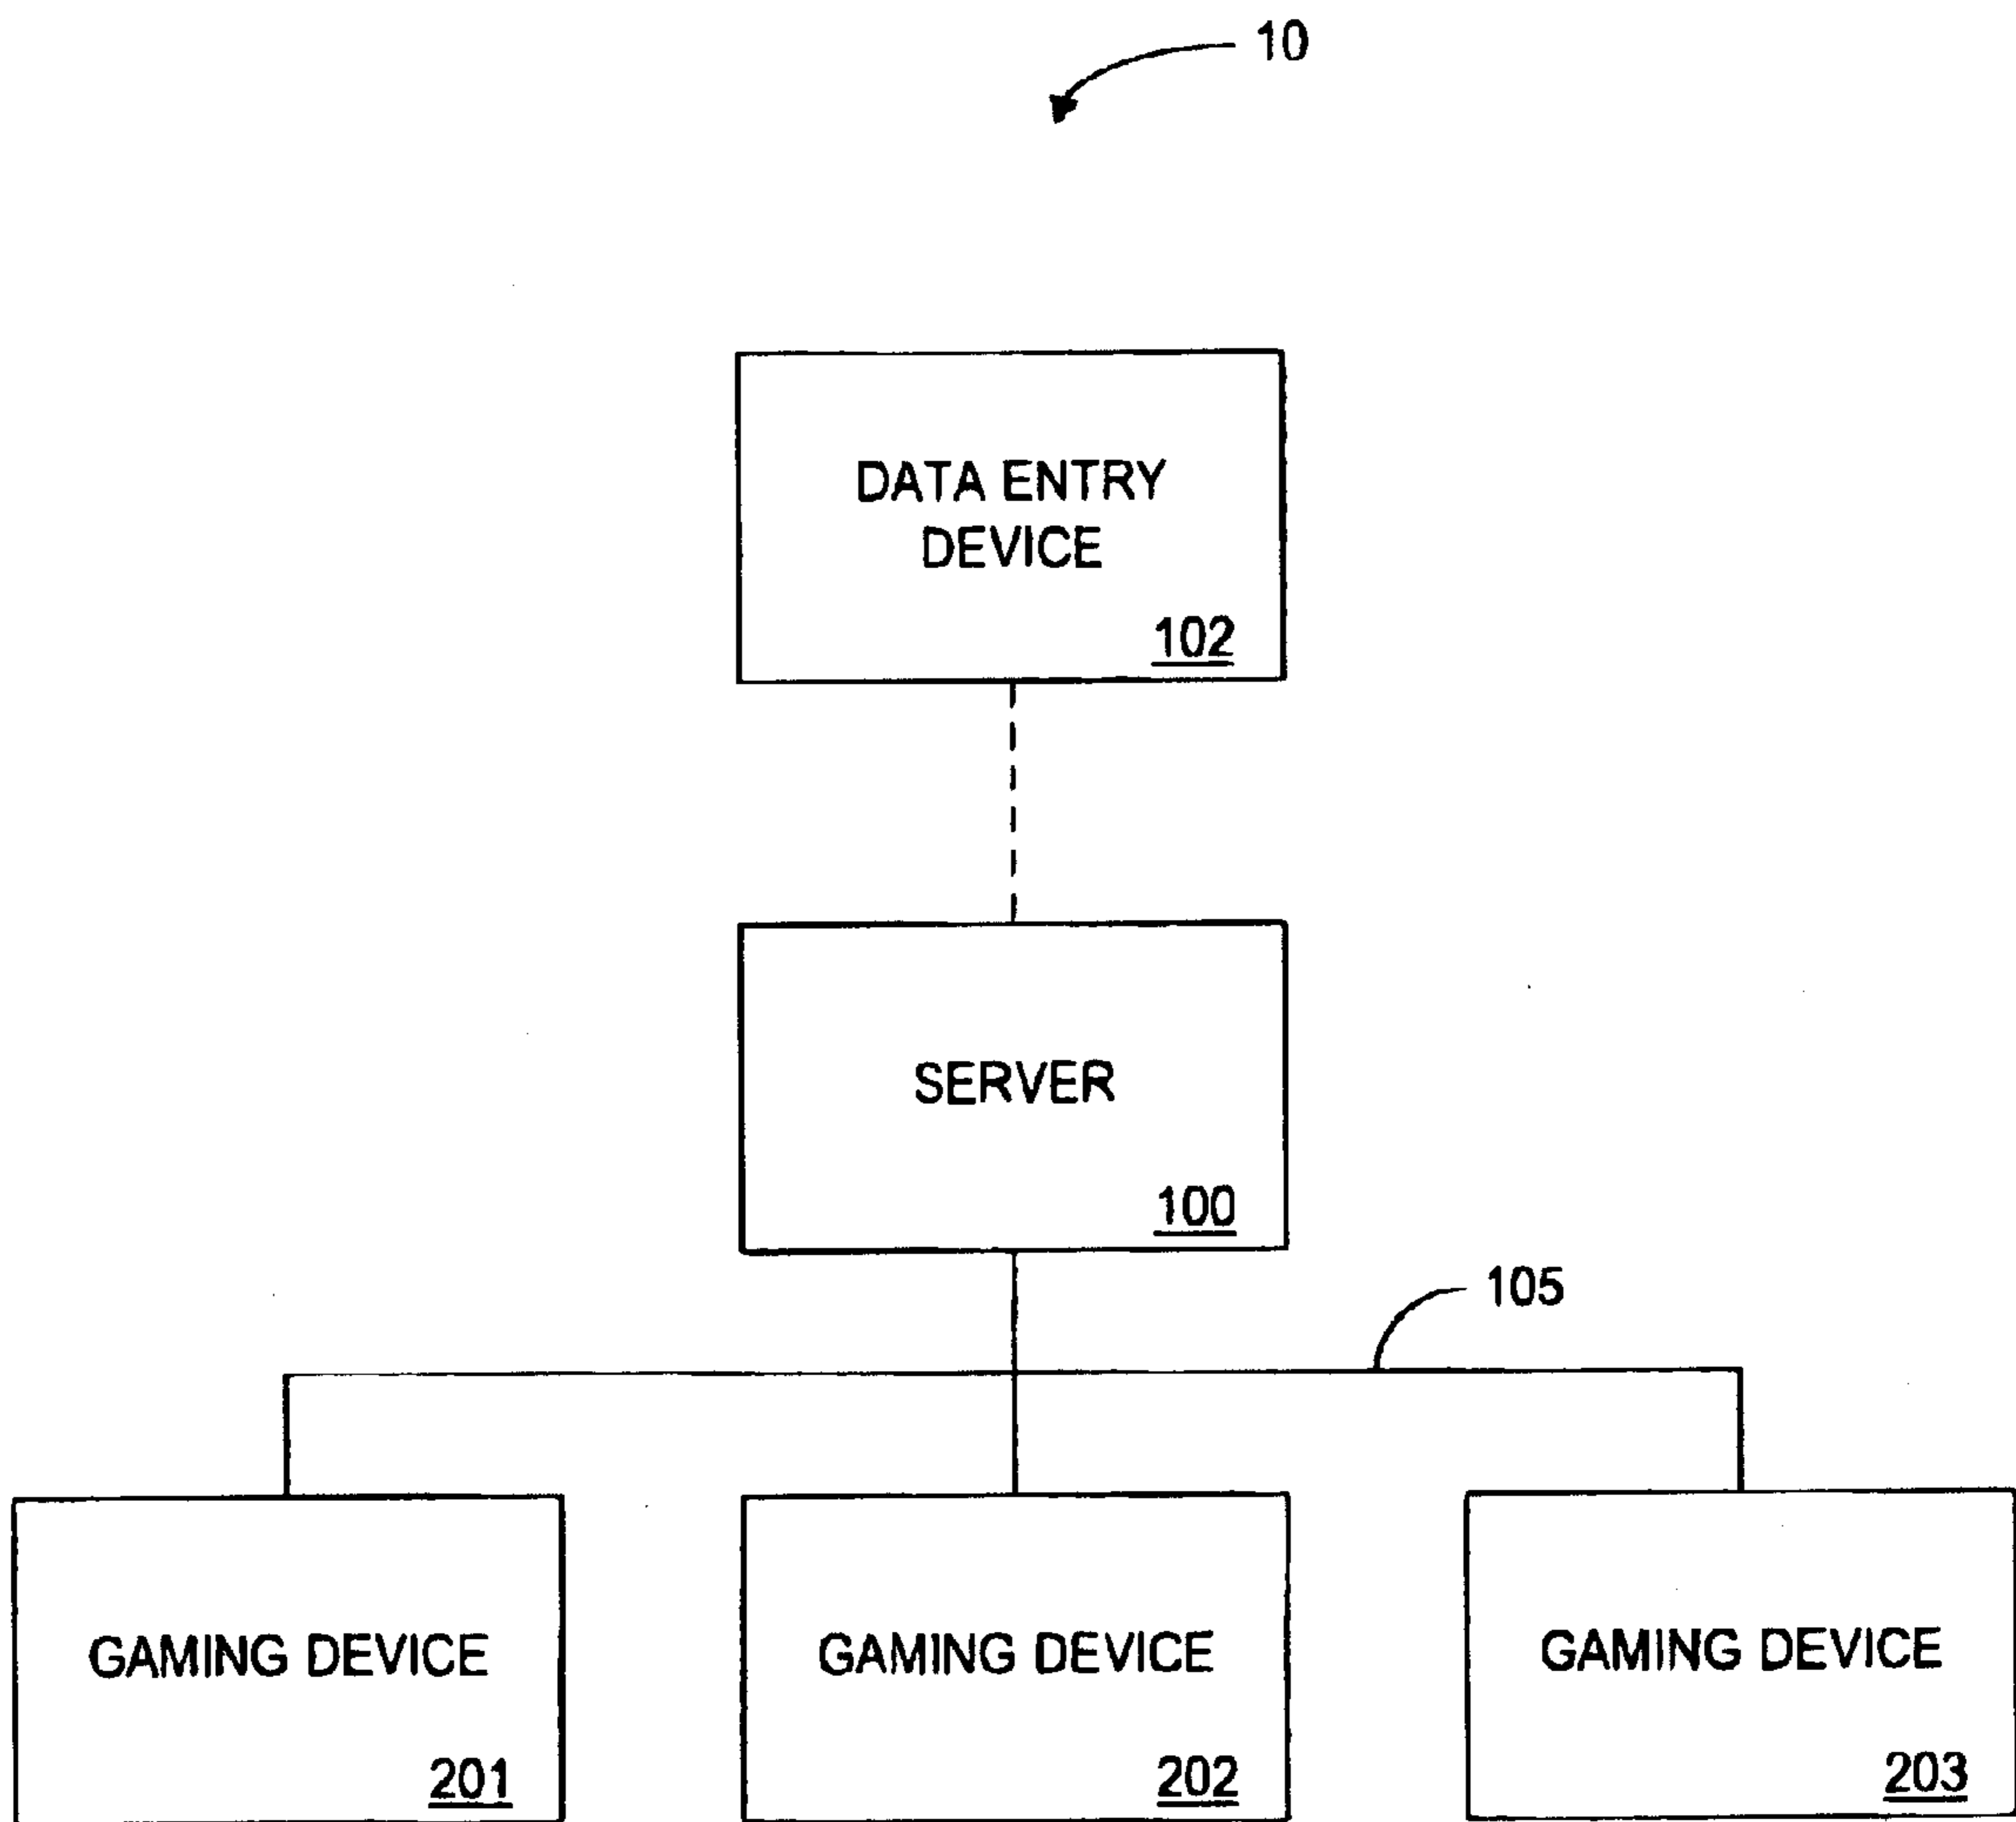 10
DATA ENTRY
DEVICE
102
SERVER
100
105
GAMING DEVICE
201
GAMING DEVICE
202
GAMING DEVICE
203